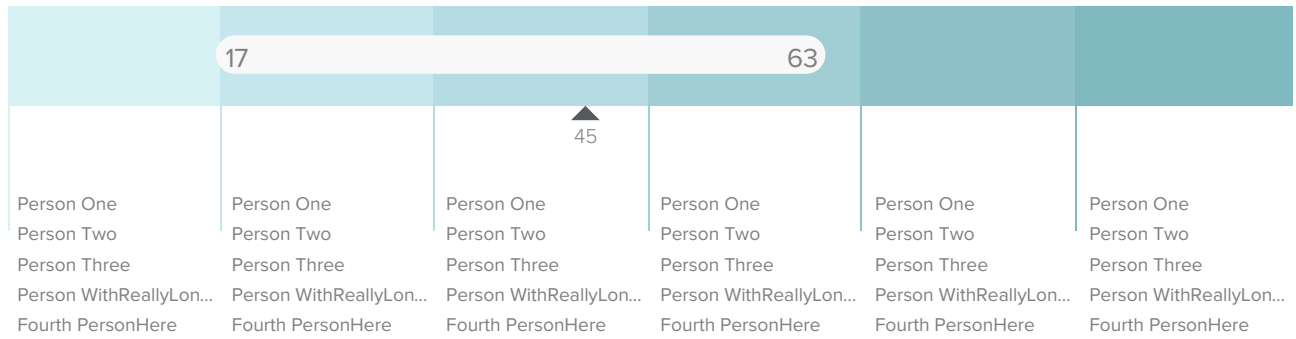 17 63
45
Person One Person One Person One Person One Person One Person One
Person Two Person Two Person Two Person Two Person Two Person Two
Person Three Person Three Person Three Person Three Person Three Person Three
Person WithReallyLon... Person WithReallyLon... Person WithReallyLon... Person WithReallyLon... Person WithReallyLon... Person WithReallyLon...
Fourth PersonHere Fourth PersonHere Fourth PersonHere Fourth PersonHere Fourth PersonHere Fourth PersonHere